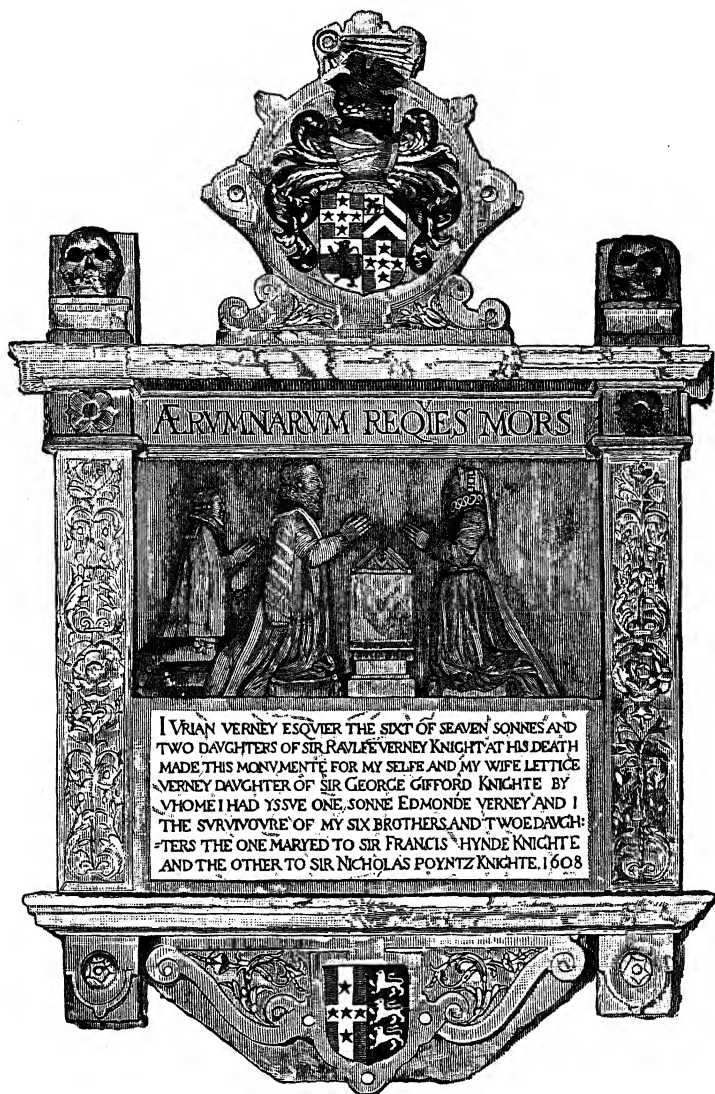 ÆRVMNARVM REQVIES MORS
I VRIAN VERNEY ESQVIER THE SIXT OF SEAVEN SONNES AND
TWO DAVGHTERS OF SIR RAVLFE VERNEY KNIGHT AT HIS DEATH
MADE THIS MONVMENTE FOR MY SELFE AND MY WIFE LETTICE
VERNEY DAVGHTER OF SIR GEORGE GIFFORD KNIGHTE BY
VHOME I HAD YSSVE ONE SONNE EDMONDE VERNEY AND I
THE SVRVIVOVRE OF MY SIX BROTHERS AND TWOE DAVGH:
=TERS THE ONE MARYED TO SIR FRANCIS HYNDE KNIGHTE
AND THE OTHER TO SIR NICHOLAS POYNTZ KNIGHTE. 1608